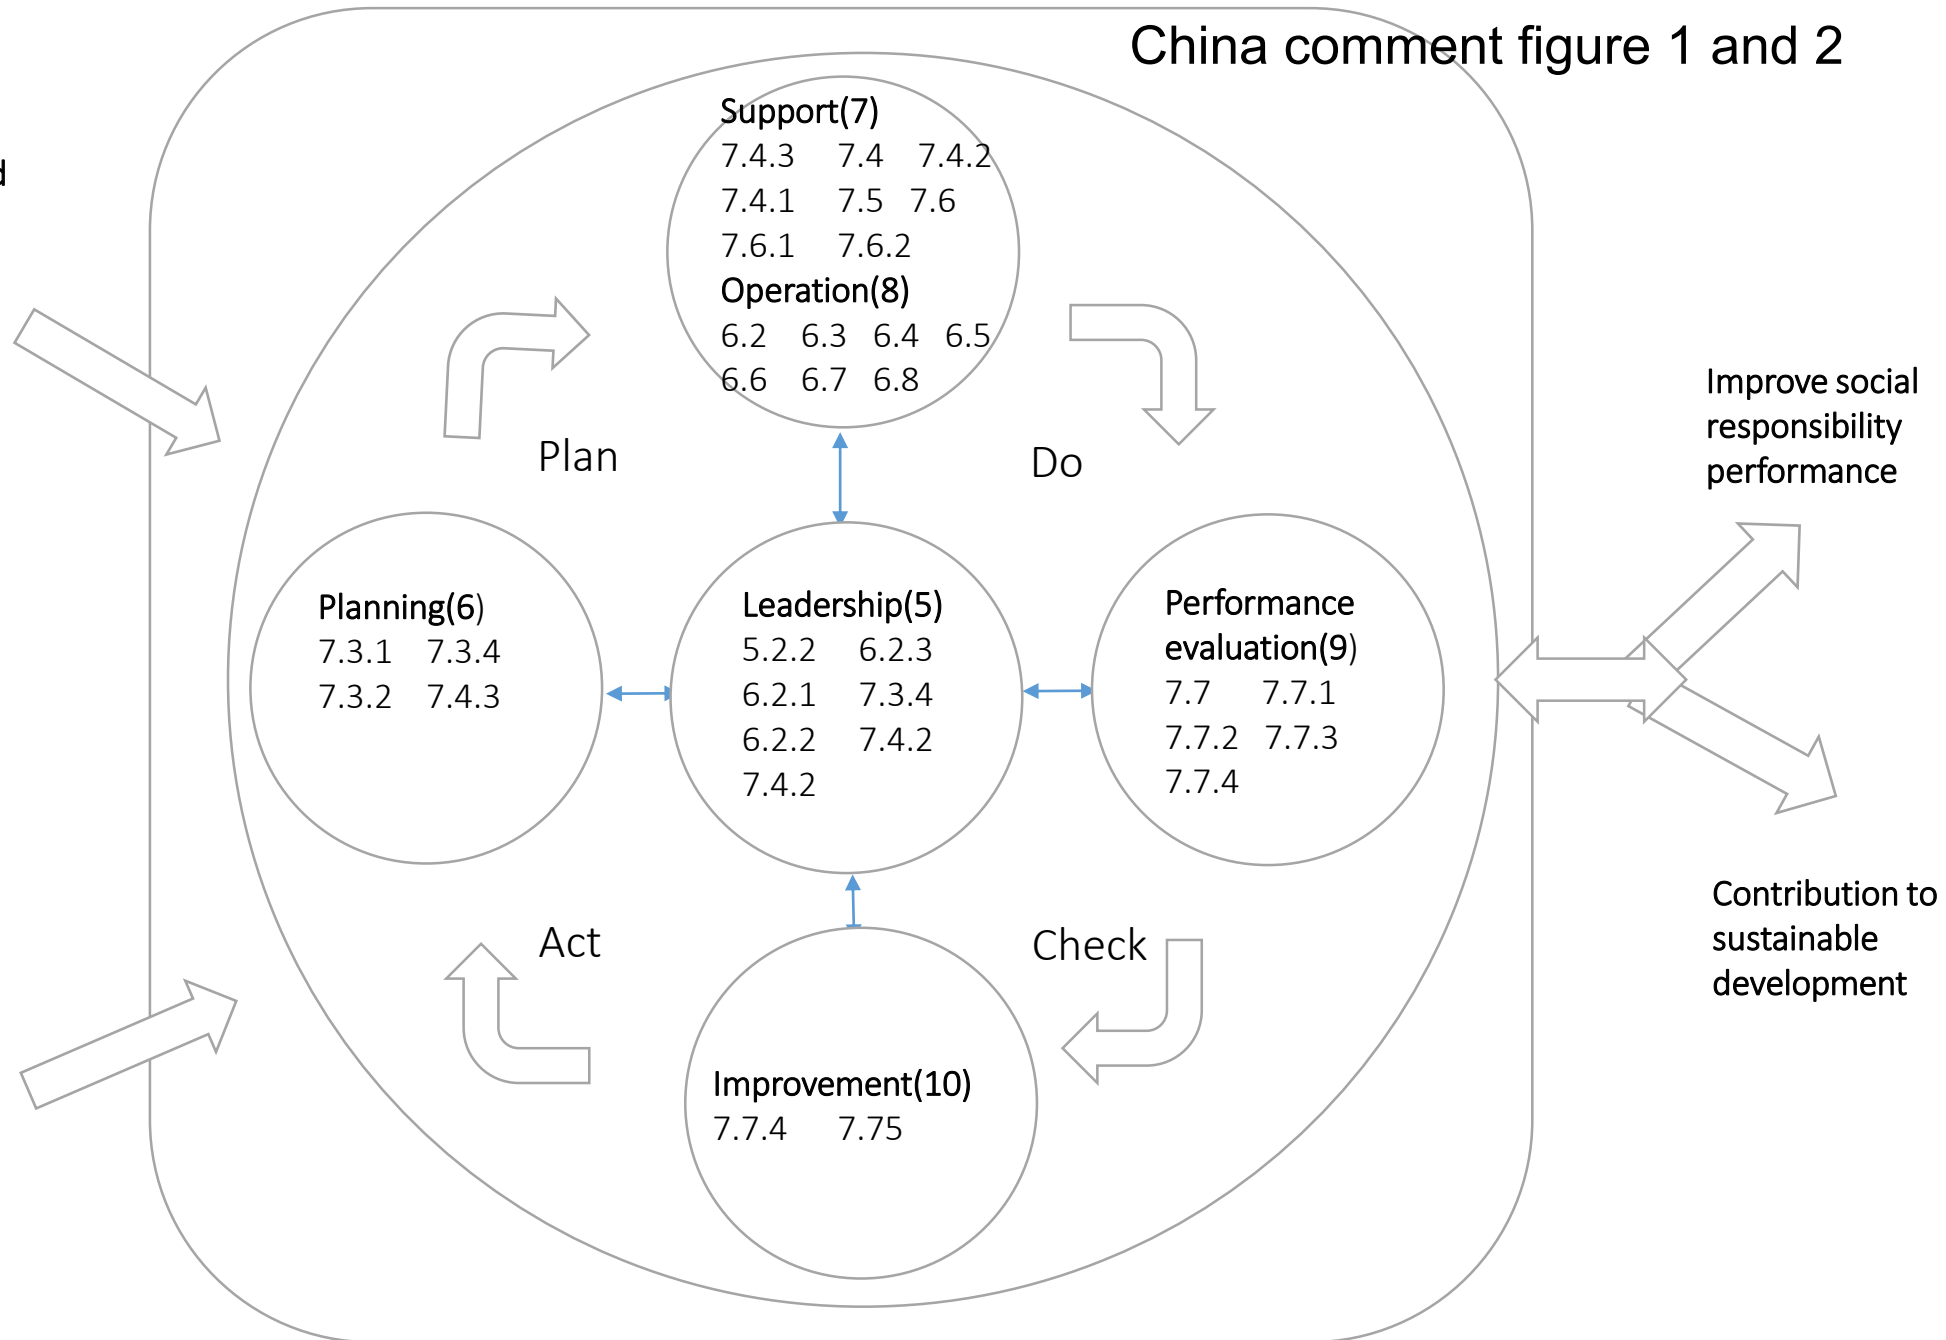 China comment figure 1 and 2
Support(7)
7.4.3 7.4 7.4.2
7.4.1 7.5 7.6
7.6.1 7.6.2
Operation(8)
6.2 6.3 6.4 6.5
6.6 6.7 6.8
Plan
Do
Improve social
responsibility
performance
Planning(6)
7.3.1 7.3.4
7.3.2 7.4.3
Leadership(5)
5.2.2 6.2.3
6.2.1 7.3.4
6.2.2 7.4.2
7.4.2
Performance
evaluation(9)
7.7 7.7.1
7.7.2 7.7.3
7.7.4
Act
Check
Contribution to
sustainable
development
Improvement(10)
7.7.4 7.75